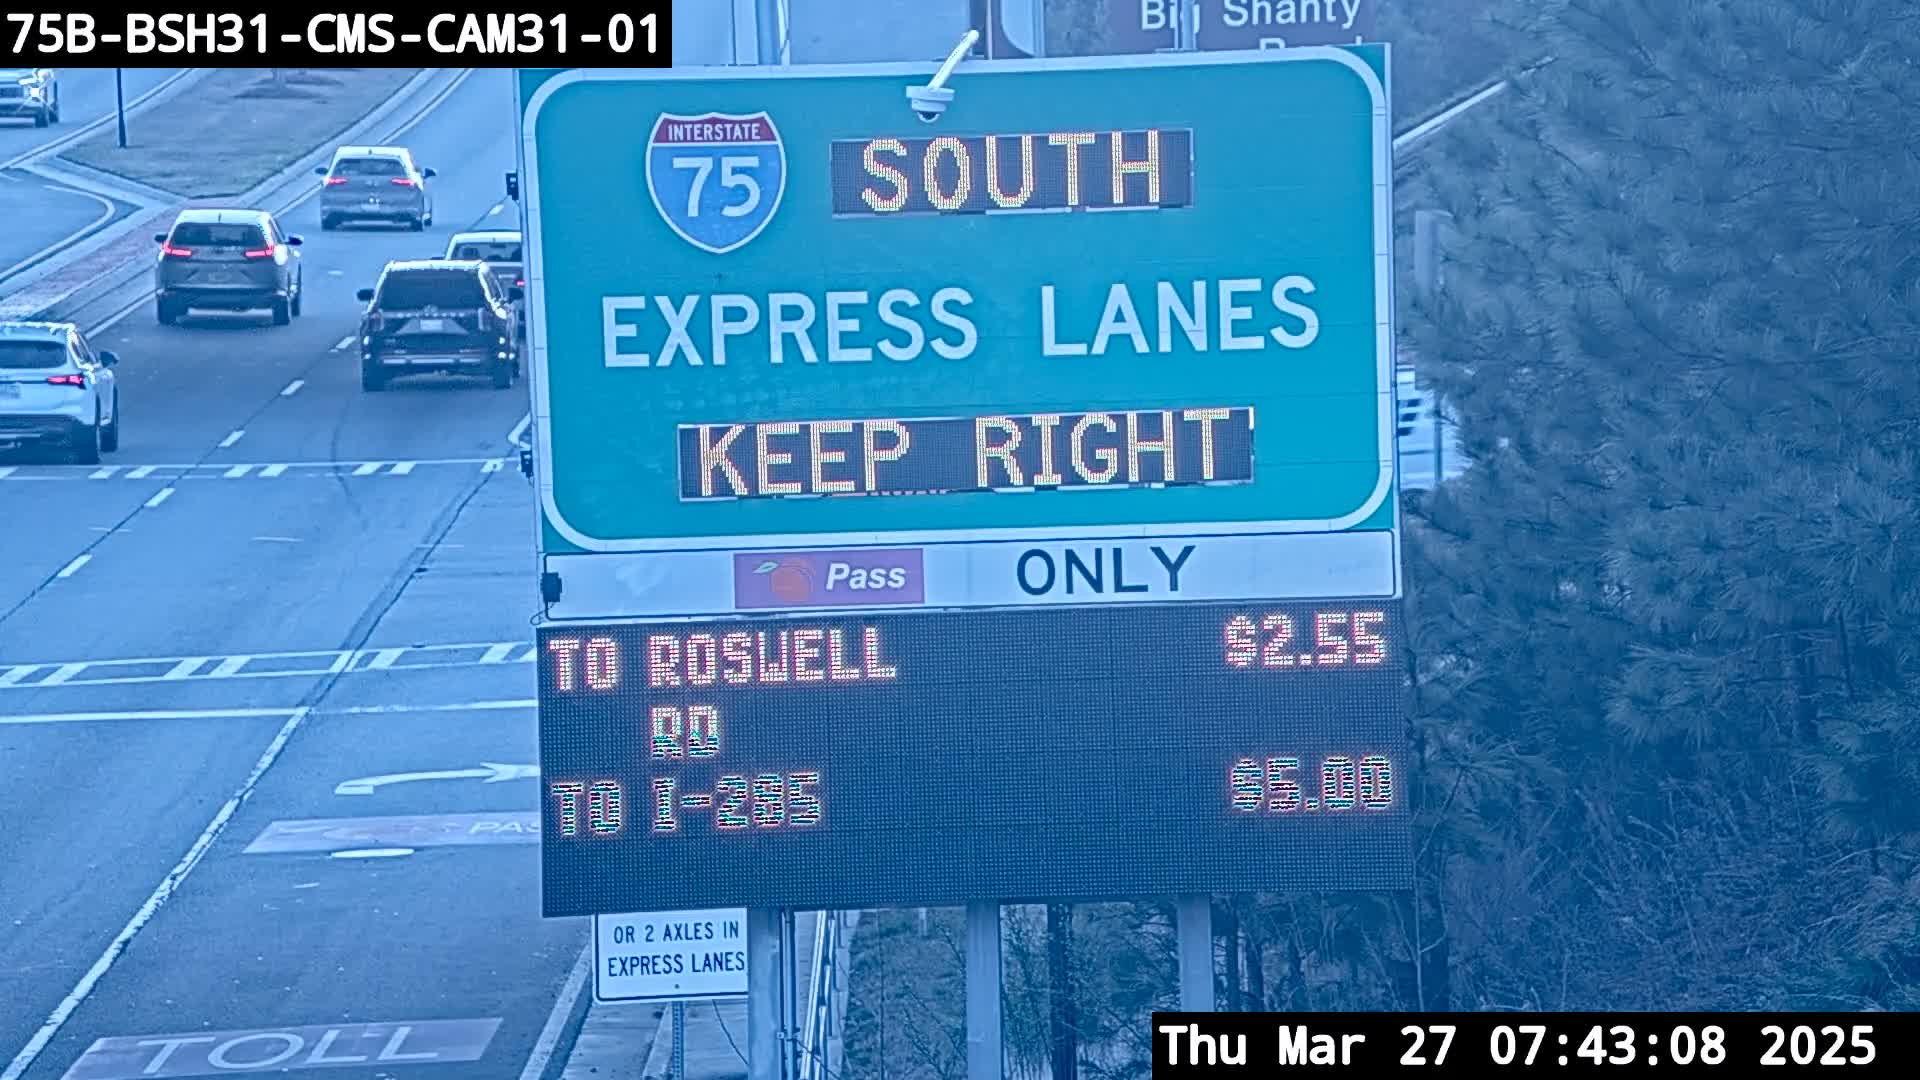 75B-BSH31-CMS-CAM31-01
Big Shanty
INTERSTATE
75
SOUTH
EXPRESS LANES
KEEP RIGHT
Pass ONLY
TO ROSWELL $2.55
RD
TO I-285 $5.00
OR 2 AXLES IN
EXPRESS LANES
TOLL
Thu Mar 27 07:43:08 2025